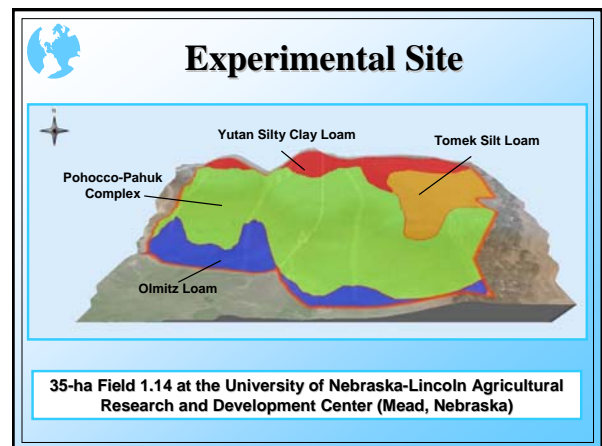 Experimental Site
Yutan Silty Clay Loam
Tomek Silt Loam
Pohocco-Pahuk
Complex
Olmitz Loam
35-ha Field 1.14 at the University of Nebraska-Lincoln Agricultural
Research and Development Center (Mead, Nebraska)